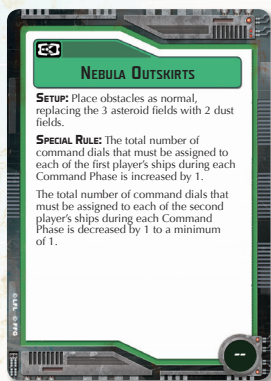 Nebula Outskirts
Setup: Place obstacles as normal,
replacing the 3 asteroid fields with 2 dust
fields.
Special Rule: The total number of
command dials that must be assigned to
each of the first player's ships during each
Command Phase is increased by 1.
The total number of command dials that
must be assigned to each of the second
player's ships during each Command
Phase is decreased by 1 to a minimum
of 1.
© LFL © FFG
--